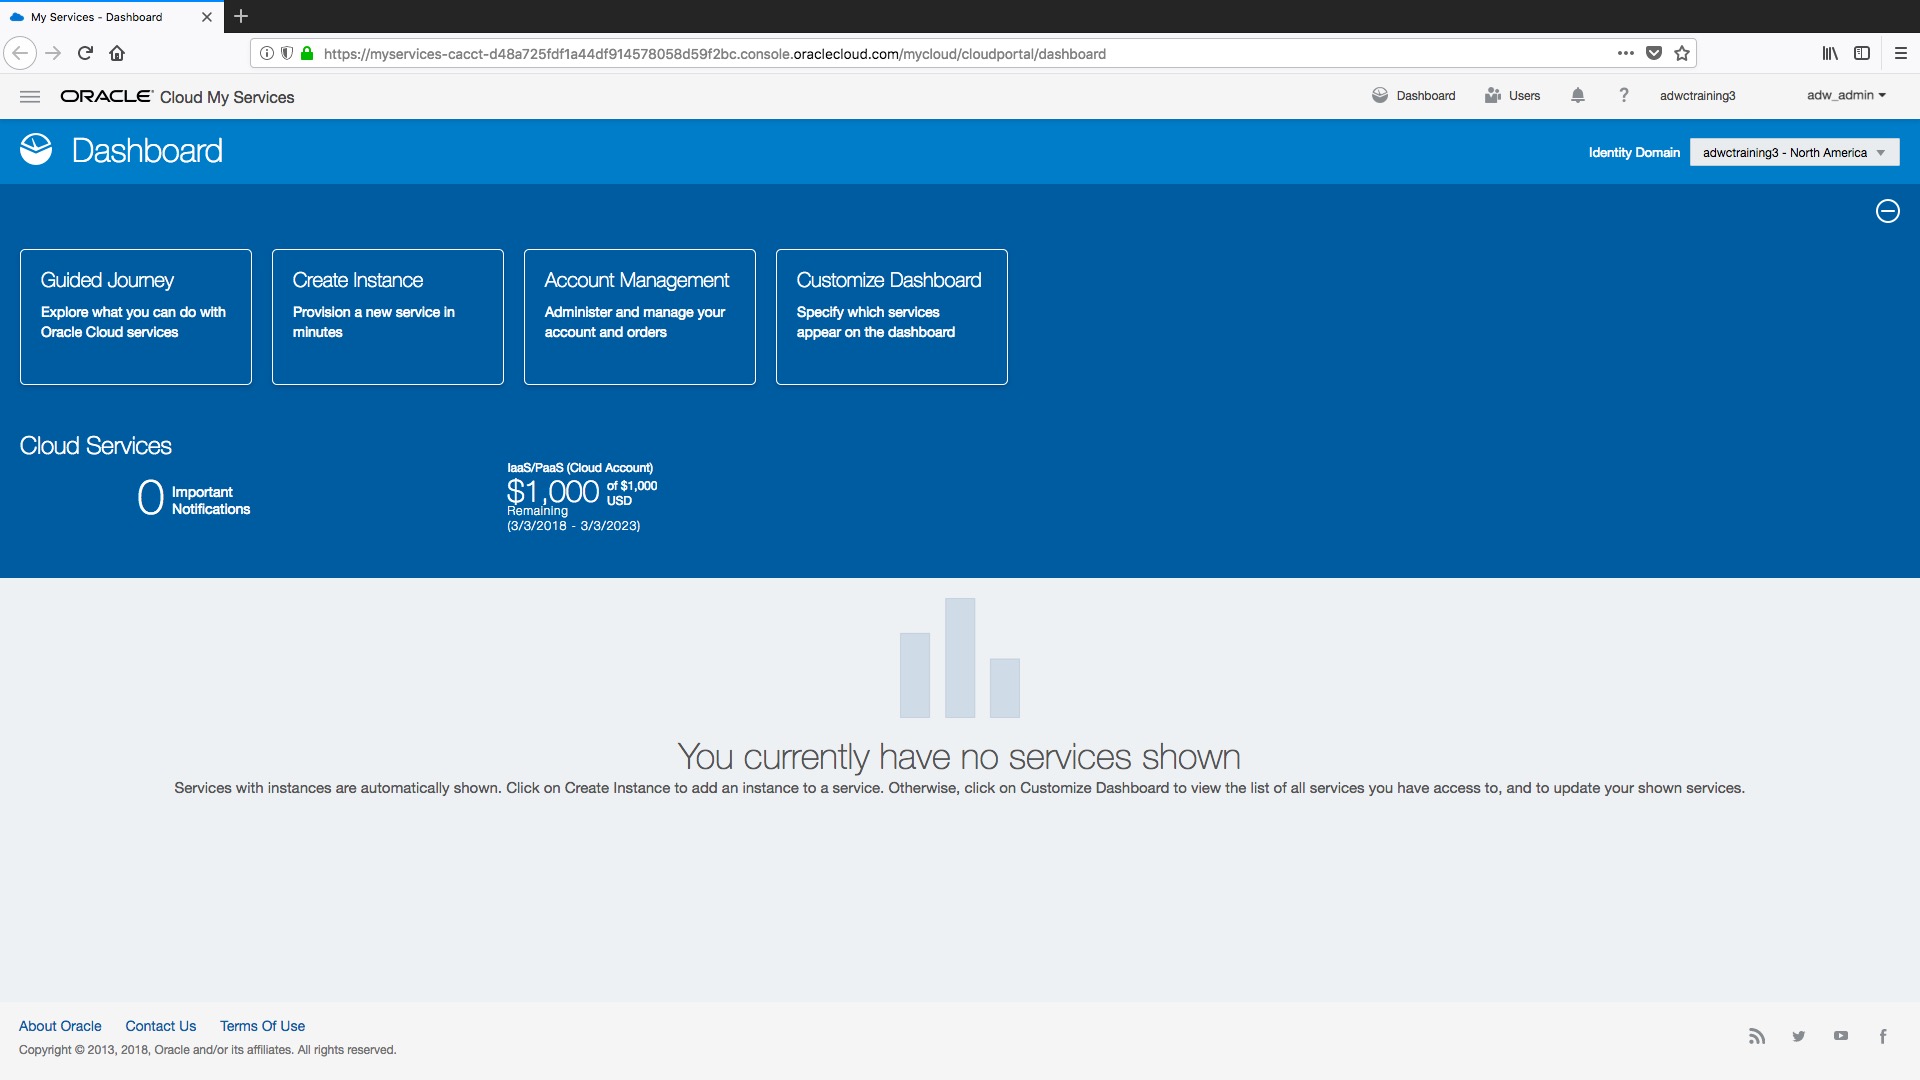 My Services - Dashboard
https://myservices-cacct-d48a725fdf1a44df914578058d59f2bc.console.oraclecloud.com/mycloud/cloudportal/dashboard
ORACLE Cloud My Services
Dashboard
Users
?
adwctraining3
adw_admin
Dashboard
Identity Domain
adwctraining3 - North America
Guided Journey
Explore what you can do with
Oracle Cloud services
Create Instance
Provision a new service in
minutes
Account Management
Administer and manage your
account and orders
Customize Dashboard
Specify which services
appear on the dashboard
Cloud Services
0 Important
Notifications
IaaS/PaaS (Cloud Account)
$1,000 of $1,000
USD
Remaining
(3/3/2018 - 3/3/2023)
You currently have no services shown
Services with instances are automatically shown. Click on Create Instance to add an instance to a service. Otherwise, click on Customize Dashboard to view the list of all services you have access to, and to update your shown services.
About Oracle
Contact Us
Terms Of Use
Copyright © 2013, 2018, Oracle and/or its affiliates. All rights reserved.